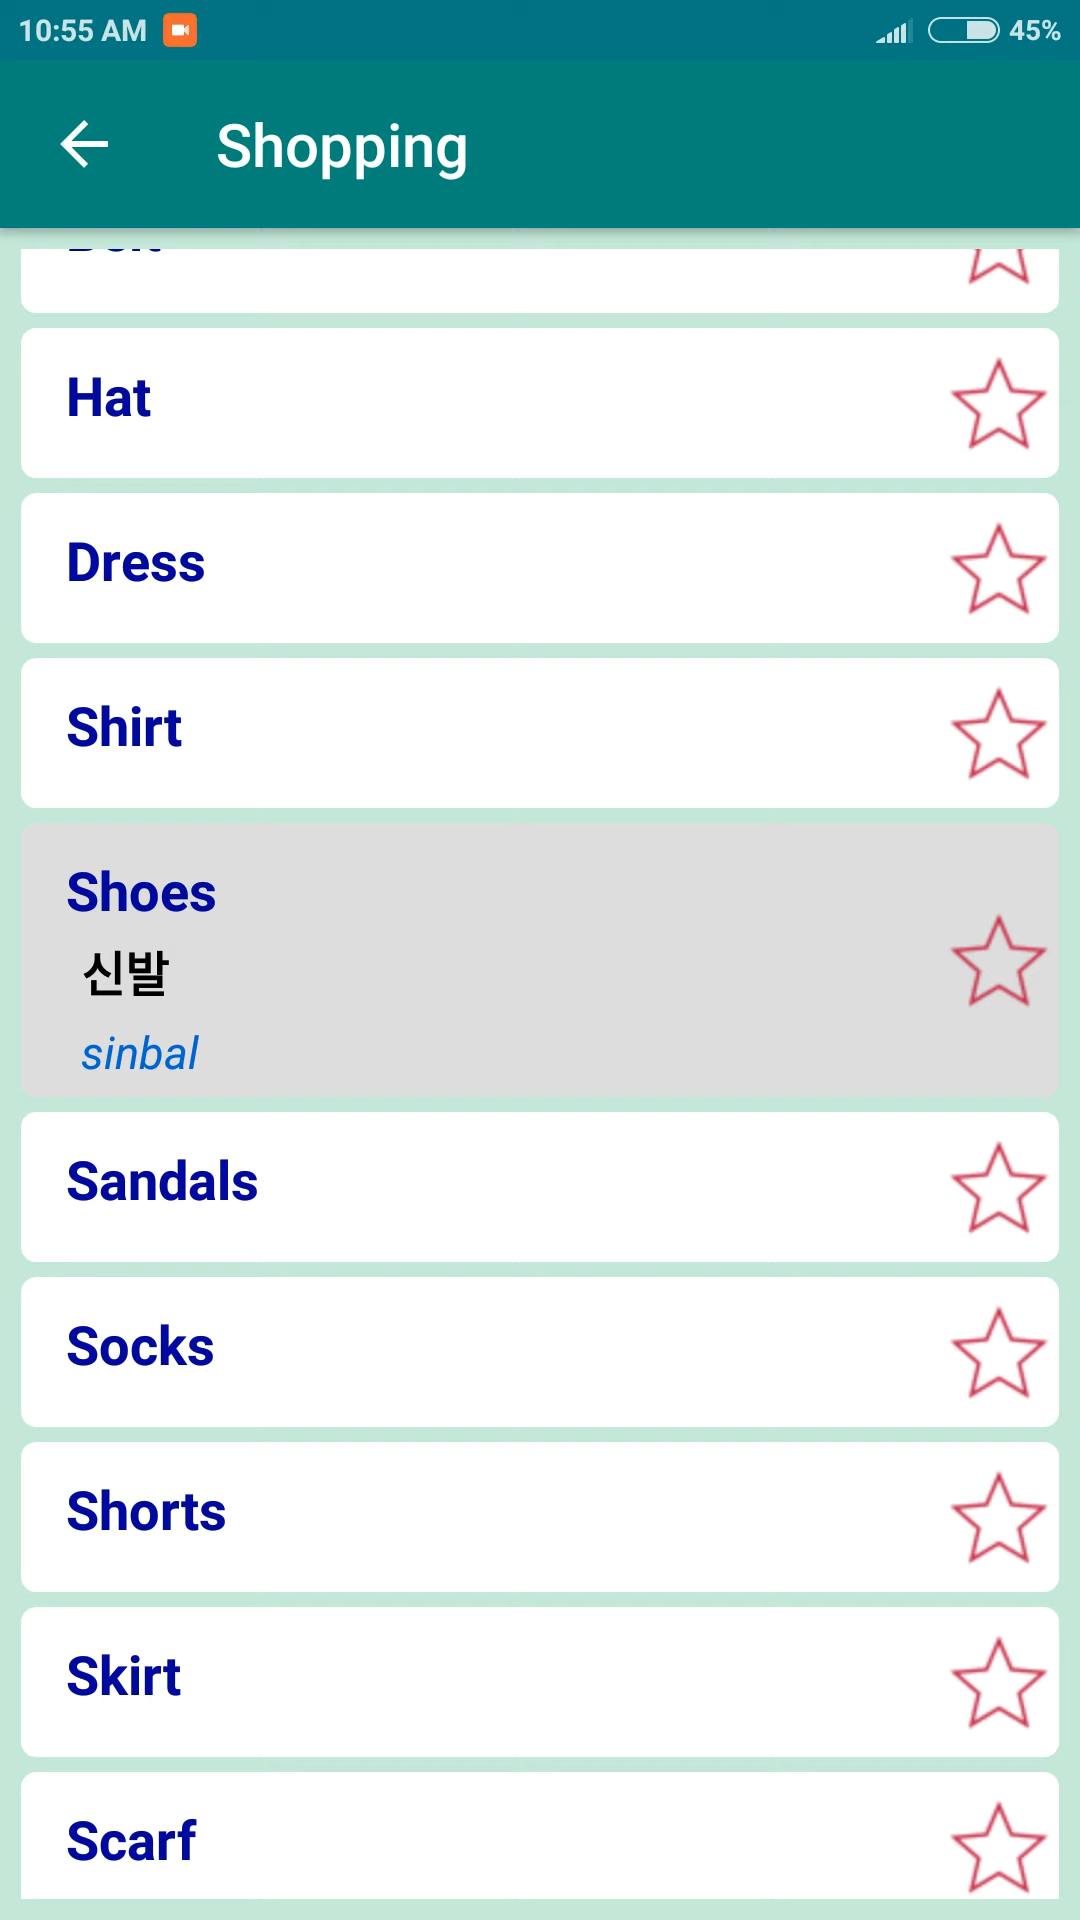 10:55 AM
45%
Shopping
Hat
Dress
Shirt
Shoes
신발
sinbal
Sandals
Socks
Shorts
Skirt
Scarf